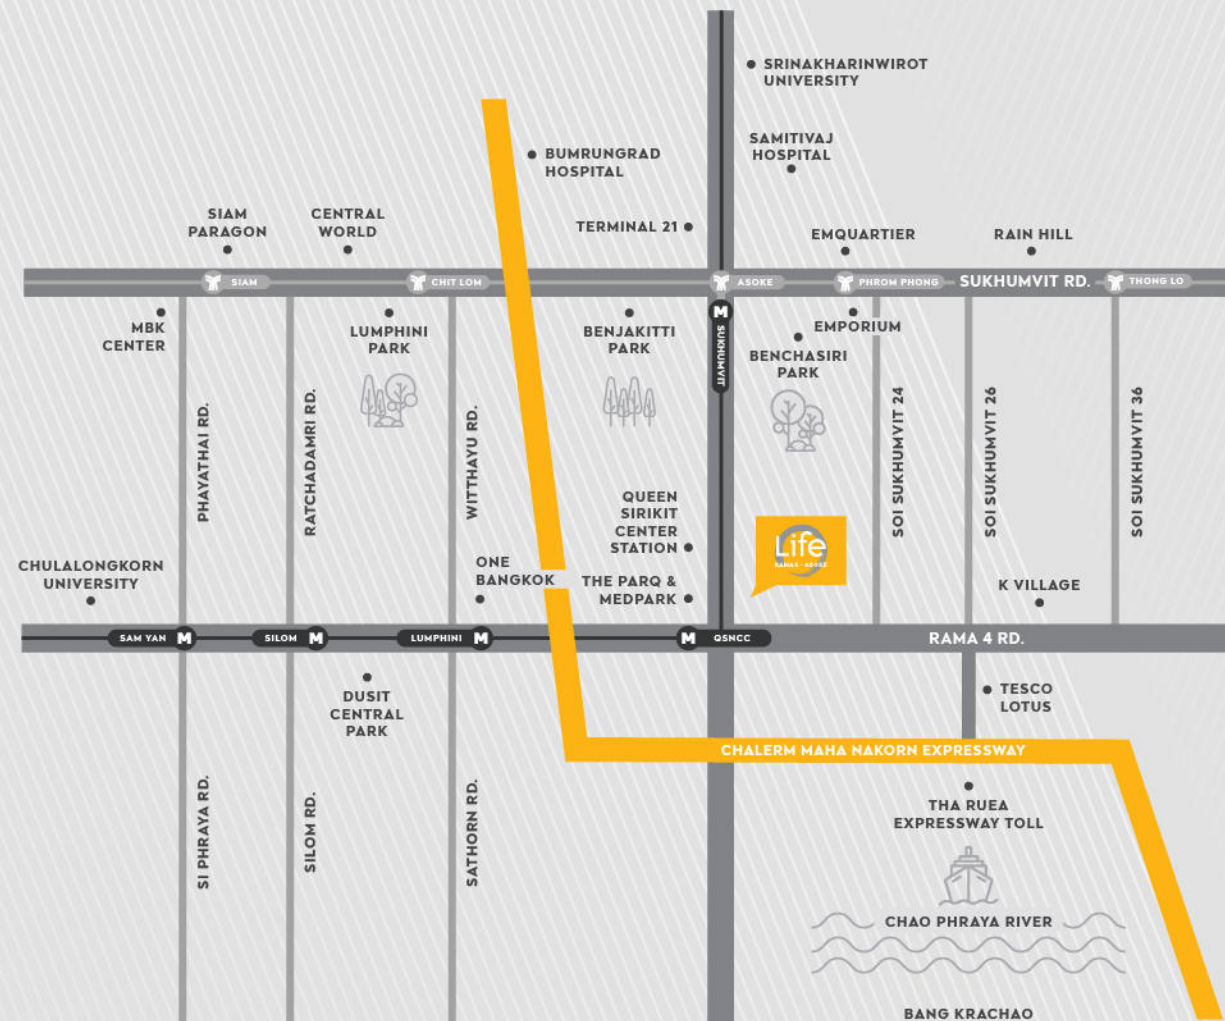 SRINAKHARINWIROT
UNIVERSITY
SAMITIVAJ
HOSPITAL
BUMRUNGRAD
HOSPITAL
SIAM
PARAGON
CENTRAL
WORLD
TERMINAL 21
EMQUARTIER
RAIN HILL
SIAM
CHIT LOM
ASOKE
PHROM PHONG
SUKHUMVIT RD.
THONG LO
MBK
CENTER
LUMPHINI
PARK
BENJAKITTI
PARK
M
SUKHUMVIT
EMPORIUM
BENCHASIRI
PARK
PHAYATHAI RD.
RATCHADAMRI RD.
WITTHAYU RD.
SOI SUKHUMVIT 24
SOI SUKHUMVIT 26
SOI SUKHUMVIT 36
QUEEN
SIRIKIT
CENTER
STATION
Life
RAMA 4 - ASOKE
CHULALONGKORN
UNIVERSITY
ONE
BANGKOK
THE PARQ &
MEDPARK
K VILLAGE
SAM YAN M
SILOM M
LUMPHINI M
M QSNCC
RAMA 4 RD.
DUSIT
CENTRAL
PARK
TESCO
LOTUS
CHALERM MAHA NAKORN EXPRESSWAY
SI PHRAYA RD.
SILOM RD.
SATHORN RD.
THA RUEA
EXPRESSWAY TOLL
CHAO PHRAYA RIVER
BANG KRACHAO